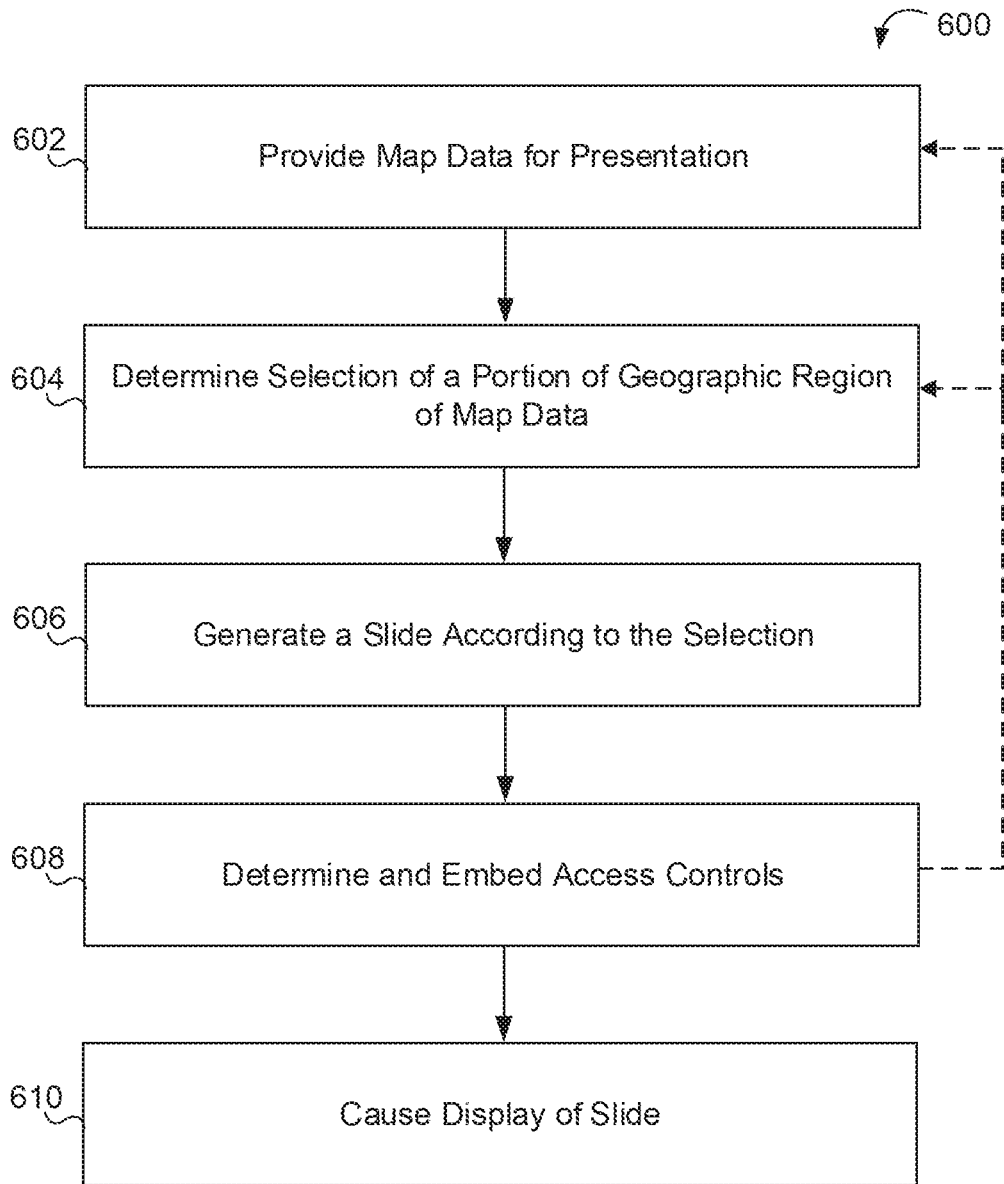 600
602
Provide Map Data for Presentation
604
Determine Selection of a Portion of Geographic Region
of Map Data
606
Generate a Slide According to the Selection
608
Determine and Embed Access Controls
610
Cause Display of Slide